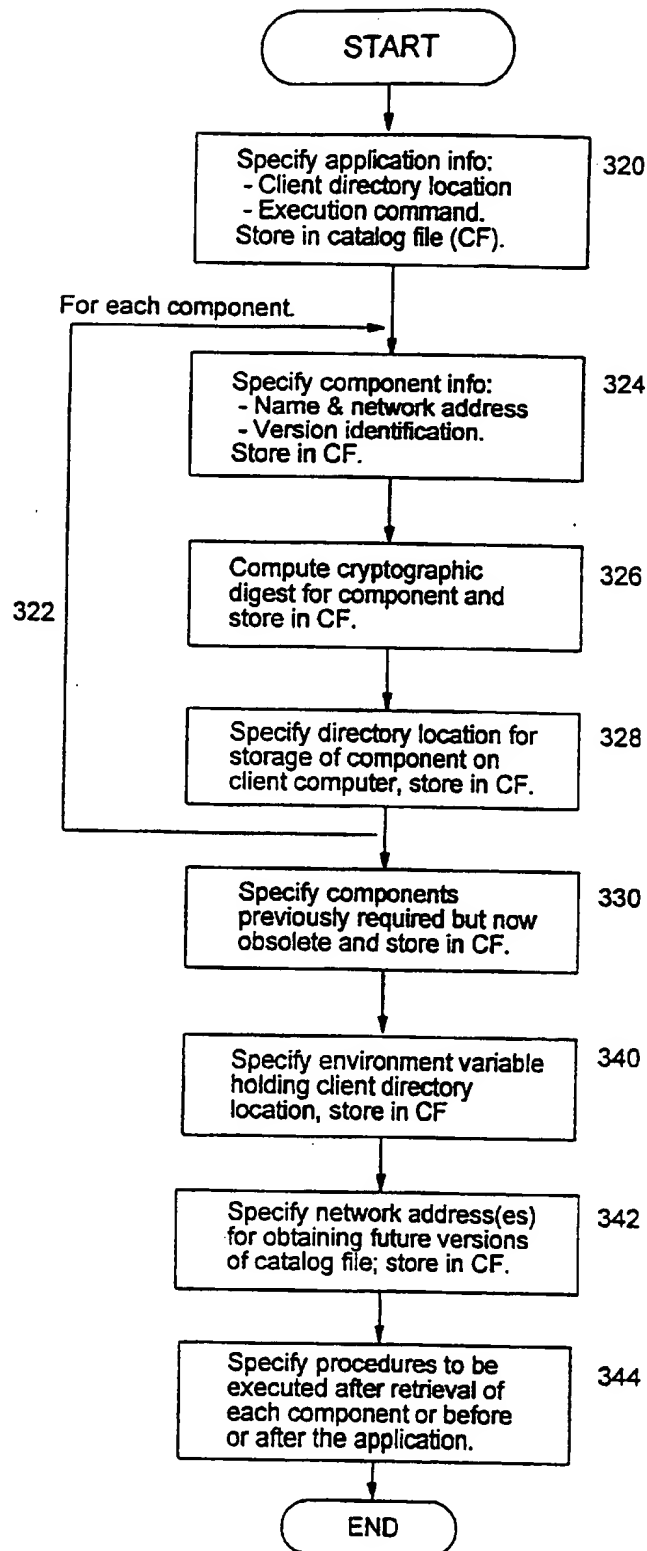 START
Specify application info:
- Client directory location
- Execution command.
Store in catalog file (CF).
320
For each component.
Specify component info:
- Name & network address
- Version identification.
Store in CF.
324
Compute cryptographic
digest for component and
store in CF.
326
322
Specify directory location for
storage of component on
client computer, store in CF.
328
Specify components
previously required but now
obsolete and store in CF.
330
Specify environment variable
holding client directory
location, store in CF
340
Specify network address(es)
for obtaining future versions
of catalog file; store in CF.
342
Specify procedures to be
executed after retrieval of
each component or before
or after the application.
344
END